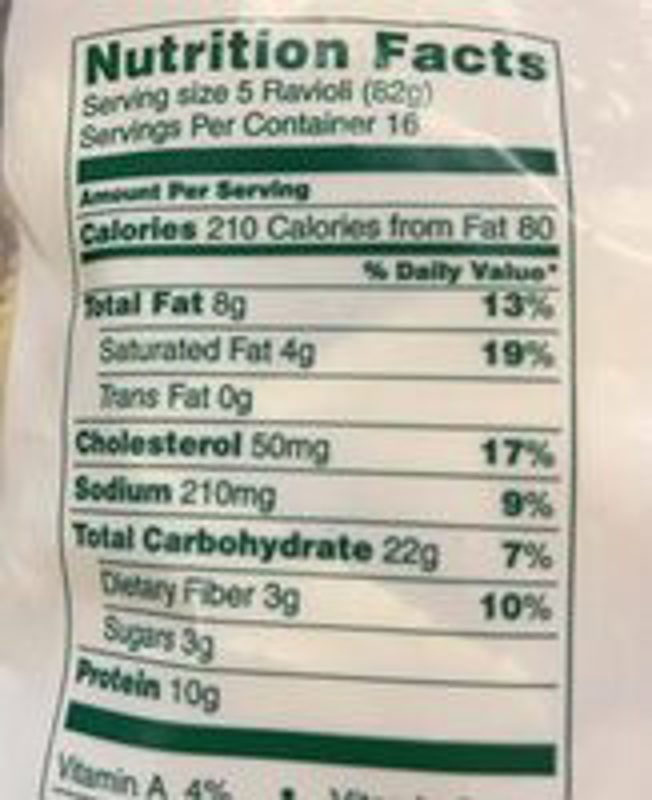 Nutrition Facts
Serving size 5 Ravioli (62g)
Servings Per Container 16
Amount Per Serving
Calories 210 Calories from Fat 80
% Daily Value*
Total Fat 8g 13%
Saturated Fat 4g 19%
Trans Fat 0g
Cholesterol 50mg 17%
Sodium 210mg 9%
Total Carbohydrate 22g 7%
Dietary Fiber 3g 10%
Sugars 3g
Protein 10g
Vitamin A 4% •